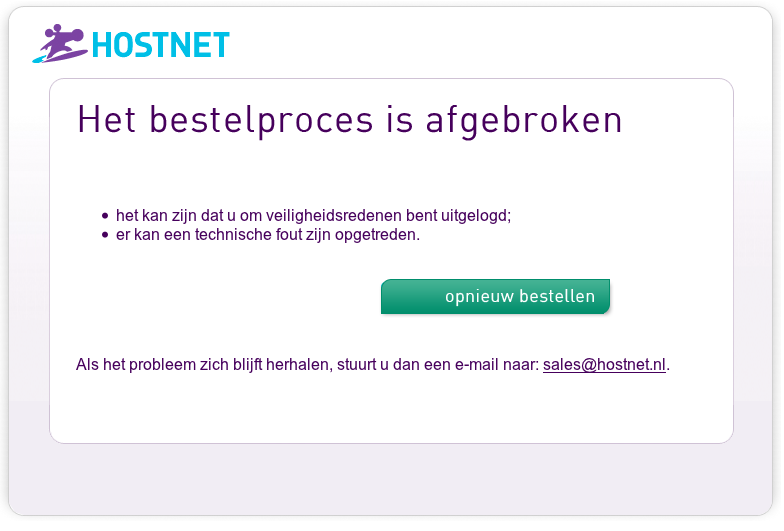 HOSTNET
Het bestelproces is afgebroken
• het kan zijn dat u om veiligheidsredenen bent uitgelogd;
• er kan een technische fout zijn opgetreden.
opnieuw bestellen
Als het probleem zich blijft herhalen, stuurt u dan een e-mail naar: sales@hostnet.nl.